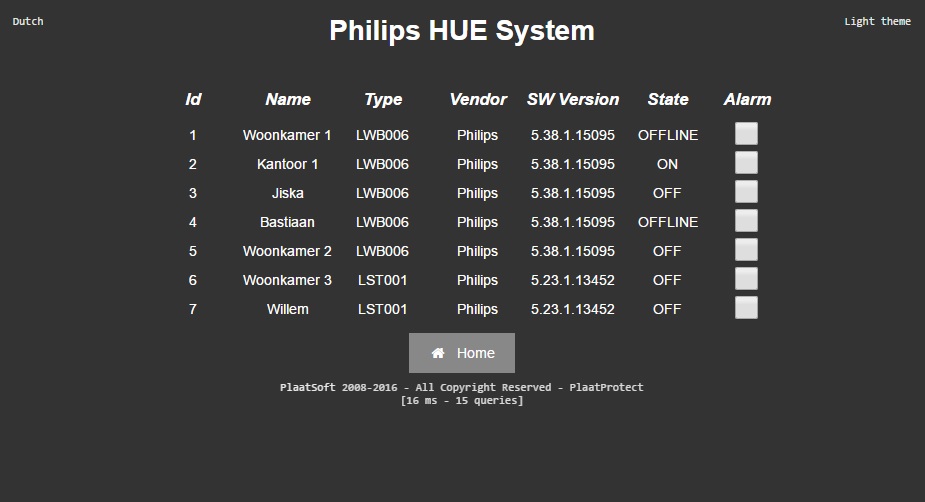 Dutch
Light theme
Philips HUE System
Id Name Type Vendor SW Version State Alarm
1 Woonkamer 1 LWB006 Philips 5.38.1.15095 OFFLINE
2 Kantoor 1 LWB006 Philips 5.38.1.15095 ON
3 Jiska LWB006 Philips 5.38.1.15095 OFF
4 Bastiaan LWB006 Philips 5.38.1.15095 OFFLINE
5 Woonkamer 2 LWB006 Philips 5.38.1.15095 OFF
6 Woonkamer 3 LST001 Philips 5.23.1.13452 OFF
7 Willem LST001 Philips 5.23.1.13452 OFF
Home
PlaatSoft 2008-2016 - All Copyright Reserved - PlaatProtect
[16 ms - 15 queries]